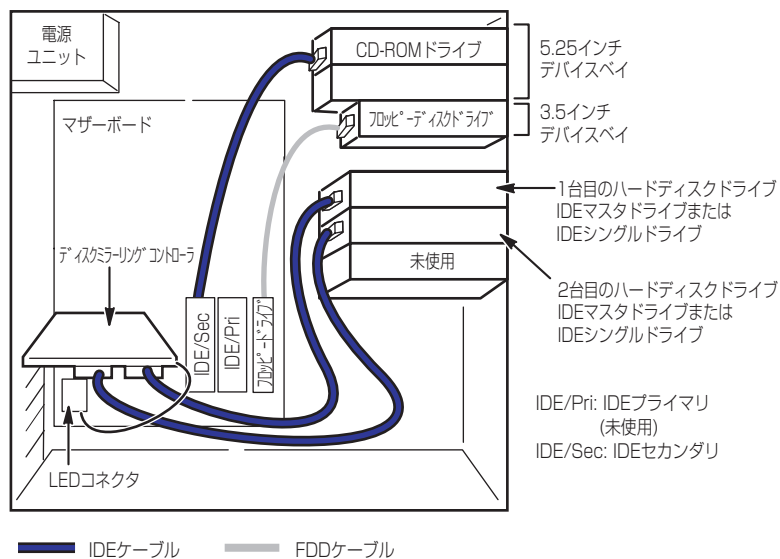 電源
ユニット
CD-ROMドライブ
5.25インチ
デバイスベイ
マザーボード
フロッピーディスクドライブ
3.5インチ
デバイスベイ
1台目のハードディスクドライブ
IDEマスタドライブまたは
IDEシングルドライブ
ディスクミラーリングコントローラ
未使用
2台目のハードディスクドライブ
IDEマスタドライブまたは
IDEシングルドライブ
IDE/Sec
IDE/Pri
フロッピードライブ
IDE/Pri: IDEプライマリ
(未使用)
IDE/Sec: IDEセカンダリ
LEDコネクタ
IDEケーブル
FDDケーブル